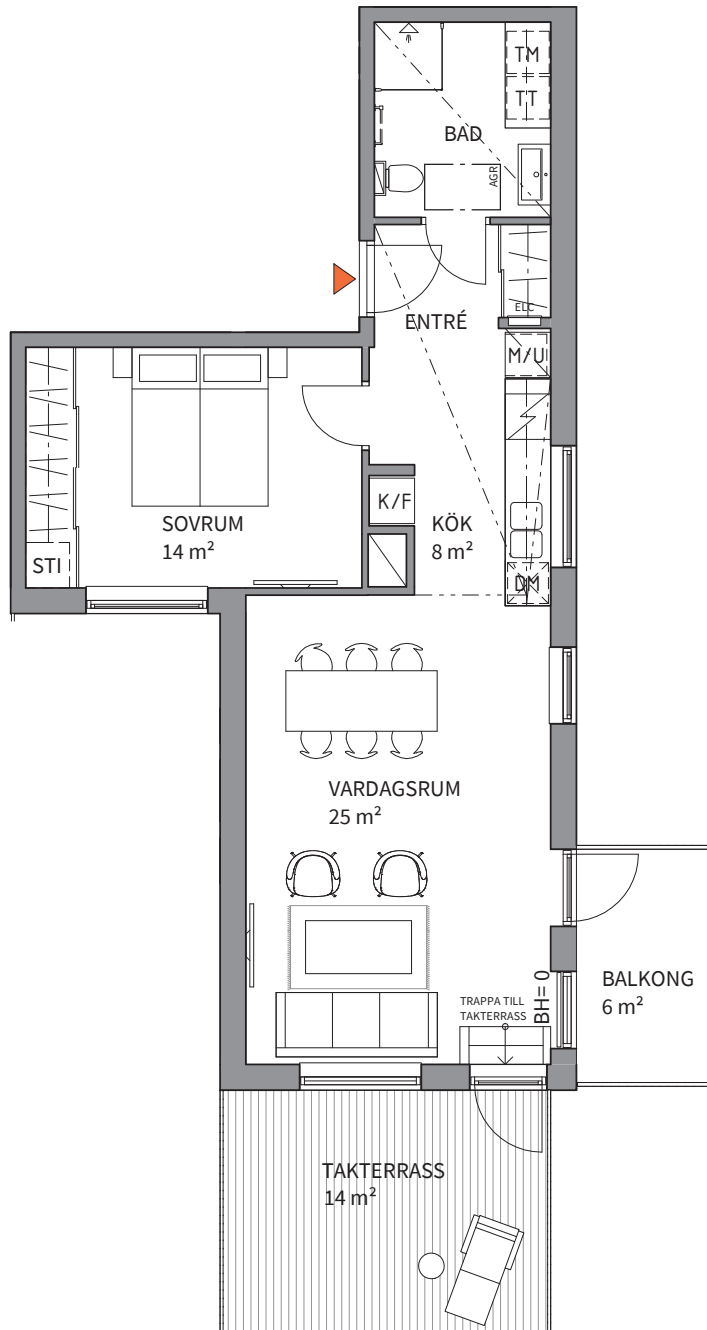 TM
TT
BAD
AGR
ELC
ENTRÉ
M/U
K/F
KÖK
8 m²
SOVRUM
14 m²
STI
DM
VARDAGSRUM
25 m²
BALKONG
6 m²
BH= 0
TRAPPA TILL
TAKTERRASS
TAKTERRASS
14 m²